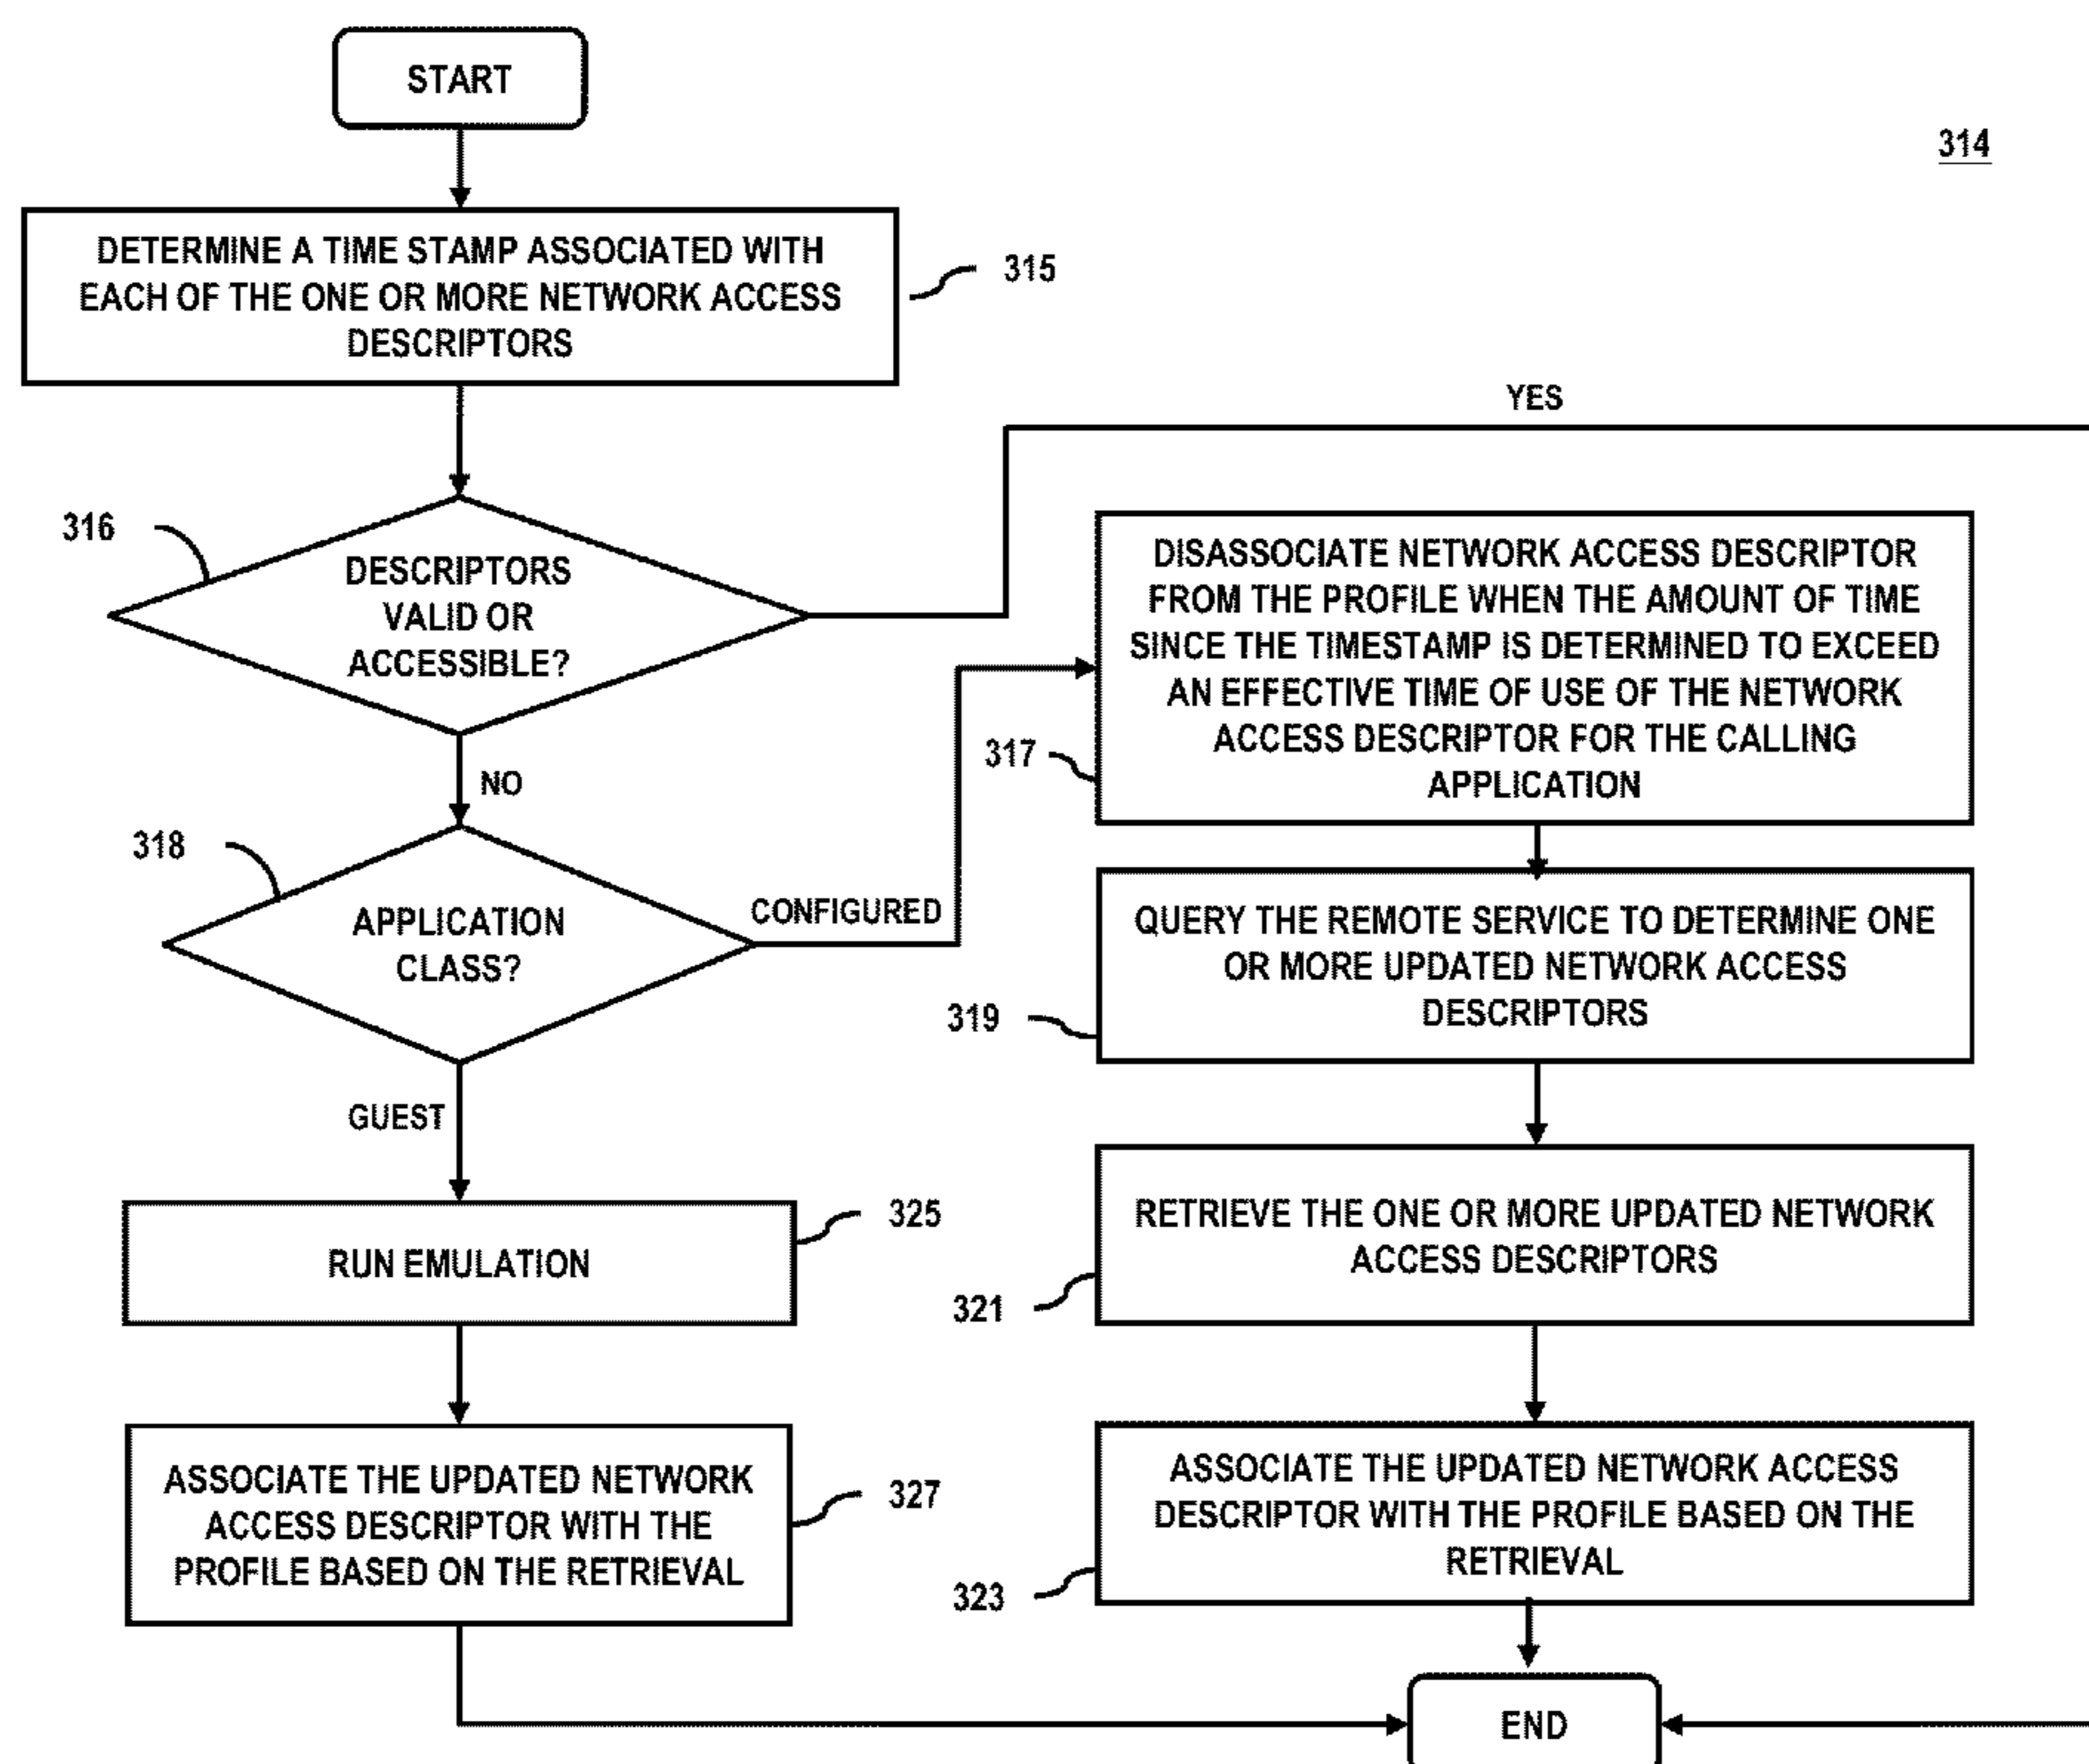 START
314
DETERMINE A TIME STAMP ASSOCIATED WITH
EACH OF THE ONE OR MORE NETWORK ACCESS
DESCRIPTORS
315
YES
316
DESCRIPTORS
VALID OR
ACCESSIBLE?
NO
318
APPLICATION
CLASS?
CONFIGURED
GUEST
RUN EMULATION
325
ASSOCIATE THE UPDATED NETWORK
ACCESS DESCRIPTOR WITH THE
PROFILE BASED ON THE RETRIEVAL
327
DISASSOCIATE NETWORK ACCESS DESCRIPTOR
FROM THE PROFILE WHEN THE AMOUNT OF TIME
SINCE THE TIMESTAMP IS DETERMINED TO EXCEED
AN EFFECTIVE TIME OF USE OF THE NETWORK
ACCESS DESCRIPTOR FOR THE CALLING
APPLICATION
317
QUERY THE REMOTE SERVICE TO DETERMINE ONE
OR MORE UPDATED NETWORK ACCESS
DESCRIPTORS
319
RETRIEVE THE ONE OR MORE UPDATED NETWORK
ACCESS DESCRIPTORS
321
ASSOCIATE THE UPDATED NETWORK ACCESS
DESCRIPTOR WITH THE PROFILE BASED ON THE
RETRIEVAL
323
END